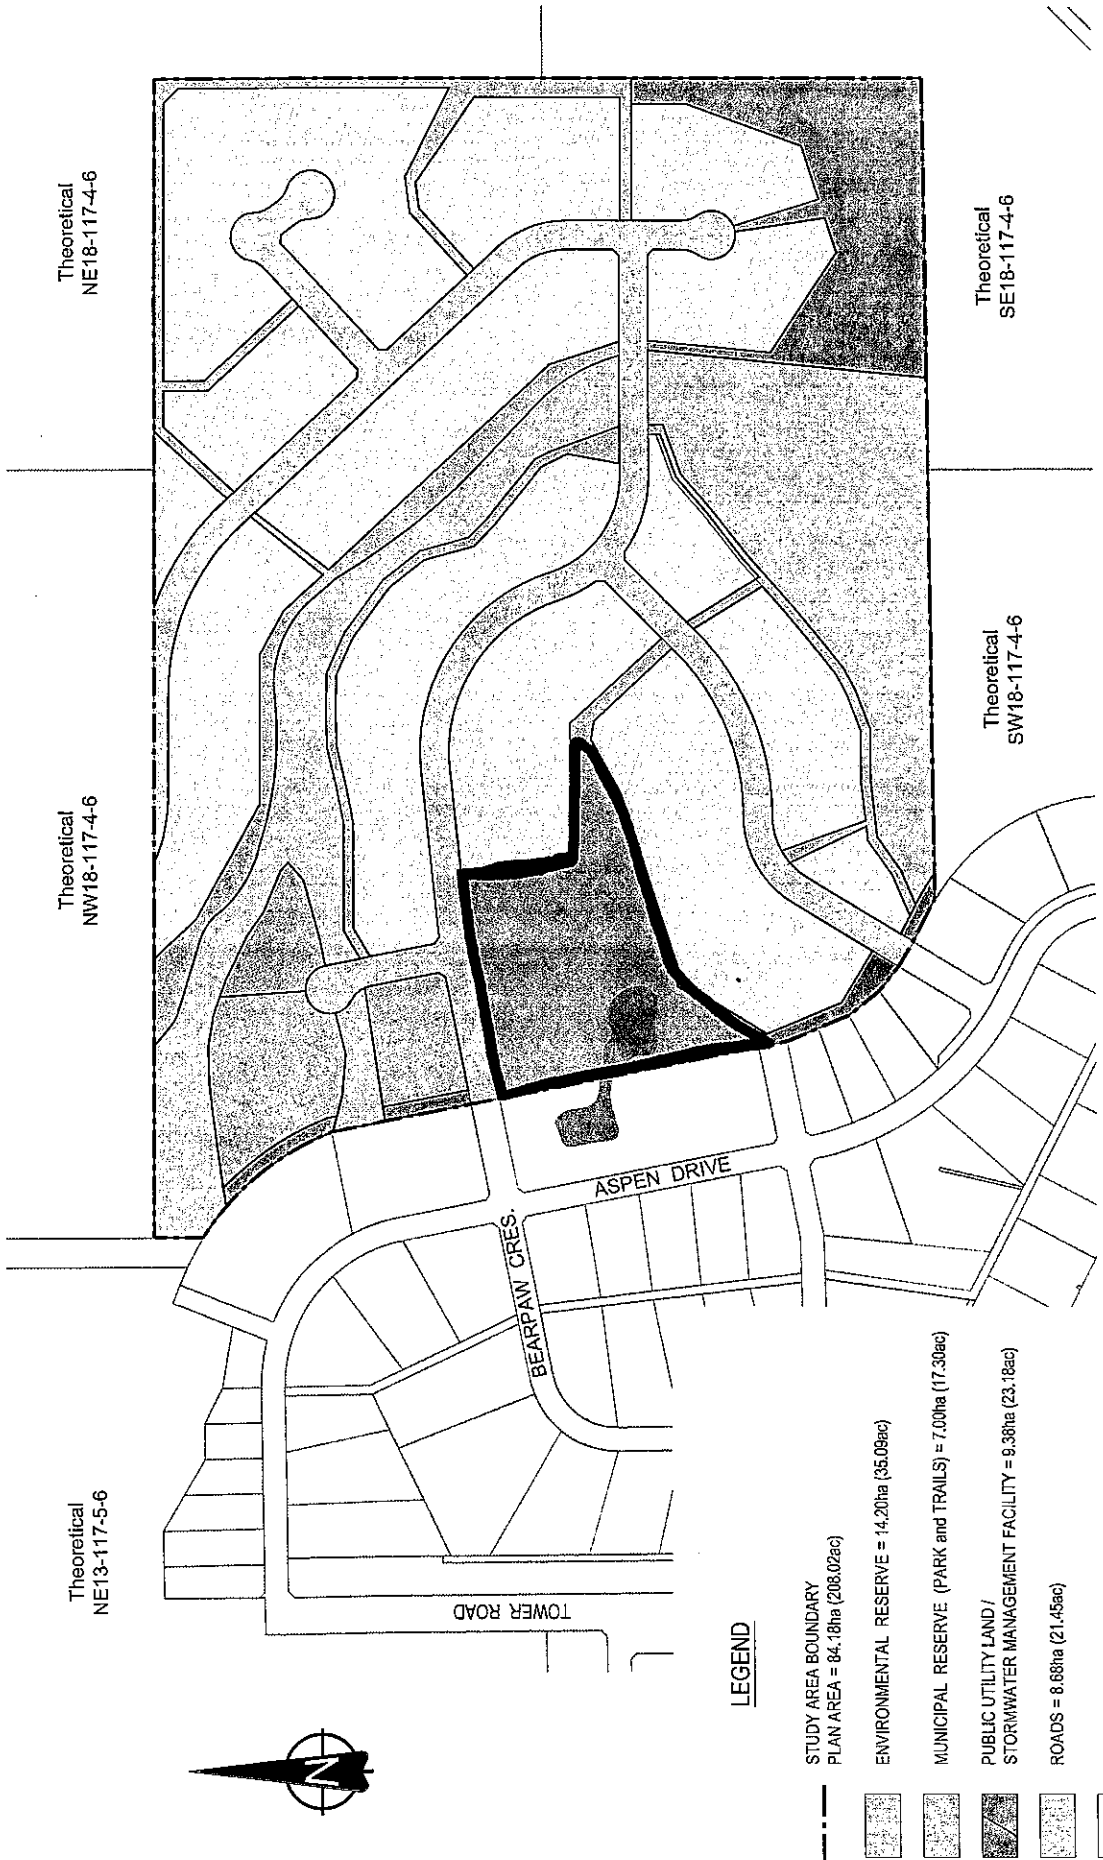 Theoretical
NE13-117-5-6
Theoretical
NW18-117-4-6
Theoretical
NE18-117-4-6
Theoretical
SW18-117-4-6
Theoretical
SE18-117-4-6
BEARPAW CRES.
ASPEN DRIVE
TOWER ROAD
N
LEGEND
STUDY AREA BOUNDARY
PLAN AREA = 84.18ha (208.02ac)
ENVIRONMENTAL RESERVE = 14.20ha (35.09ac)
MUNICIPAL RESERVE (PARK and TRAILS) = 7.00ha (17.30ac)
PUBLIC UTILITY LAND /
STORMWATER MANAGEMENT FACILITY = 9.38ha (23.18ac)
ROADS = 8.68ha (21.45ac)